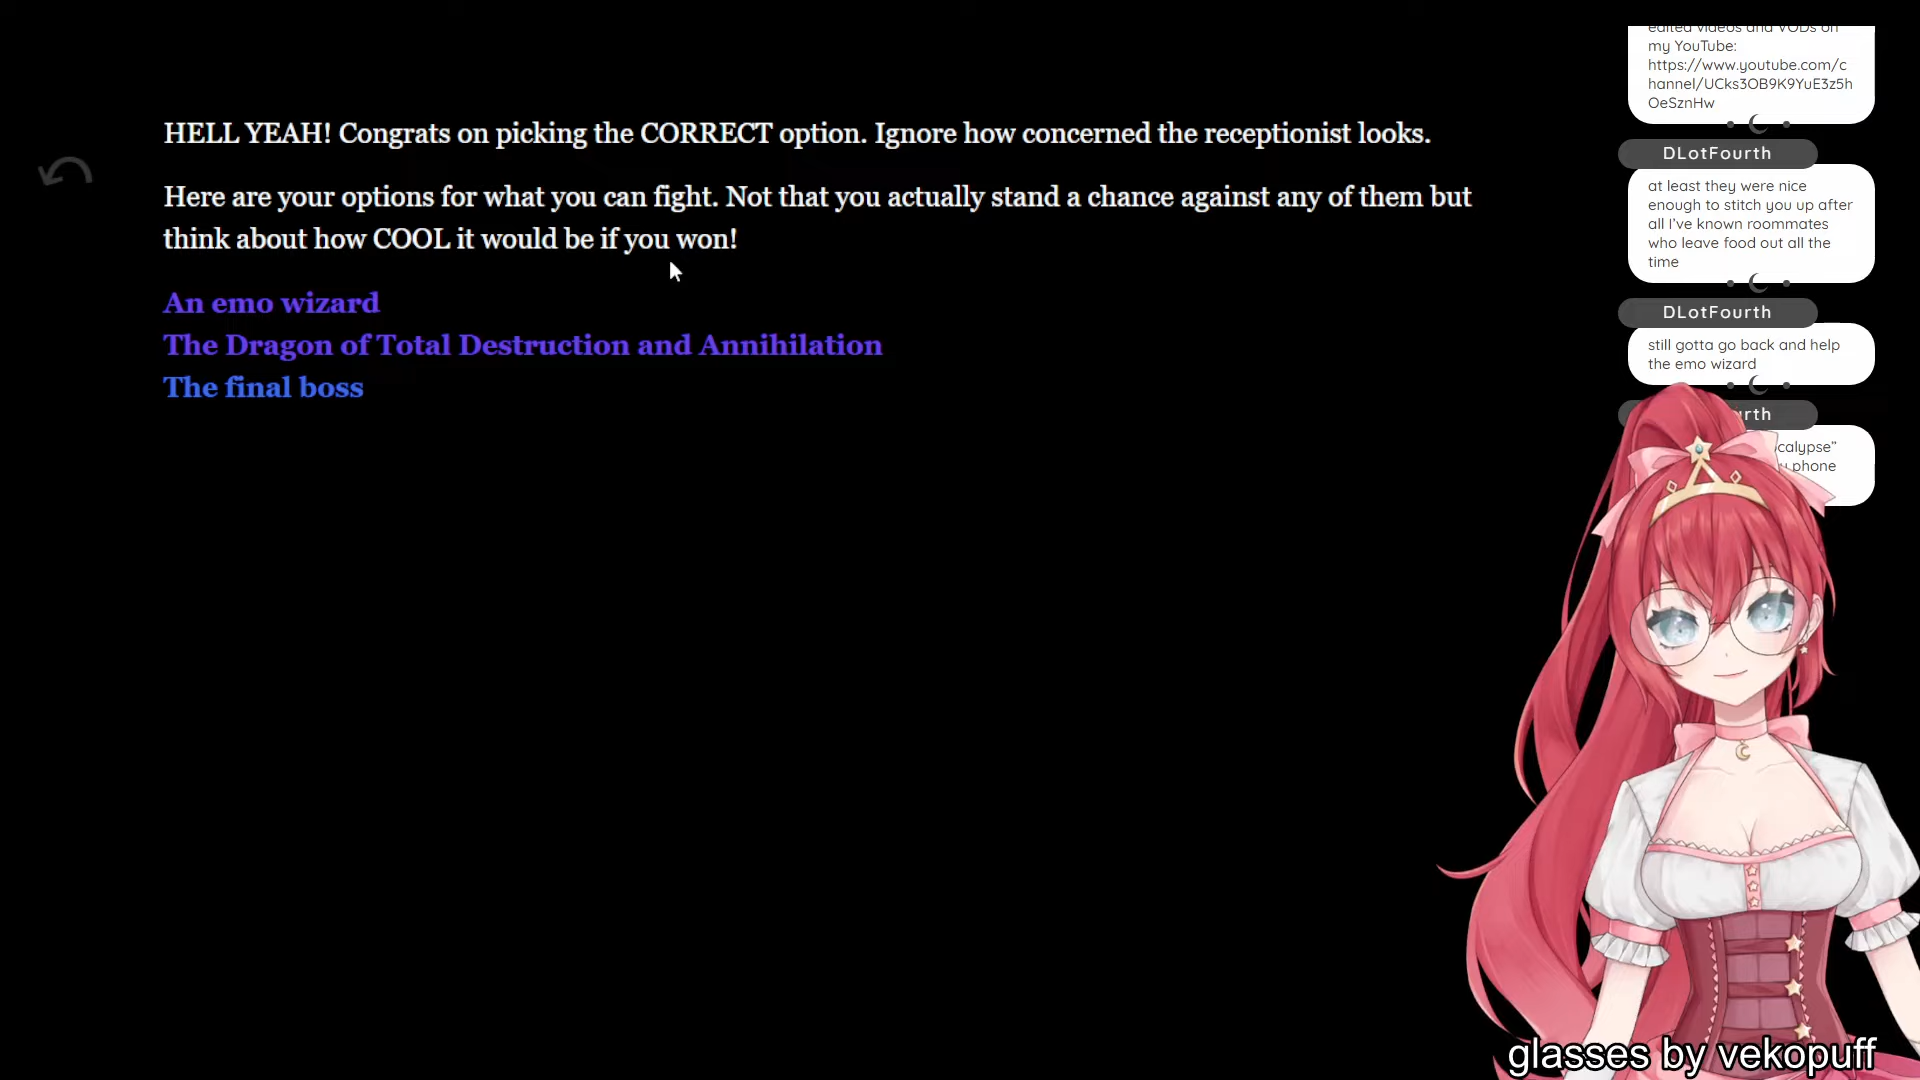 HELL YEAH! Congrats on picking the CORRECT option. Ignore how concerned the receptionist looks.
Here are your options for what you can fight. Not that you actually stand a chance against any of them but
think about how COOL it would be if you won!
An emo wizard
The Dragon of Total Destruction and Annihilation
The final boss
edited videos and VODs on
my YouTube:
https://www.youtube.com/c
hannel/UCks3OB9K9YuE3z5h
OeSznHw
DLotFourth
at least they were nice
enough to stitch you up after
all I've known roommates
who leave food out all the
time
DLotFourth
still gotta go back and help
the emo wizard
phone
glasses by vekopuff